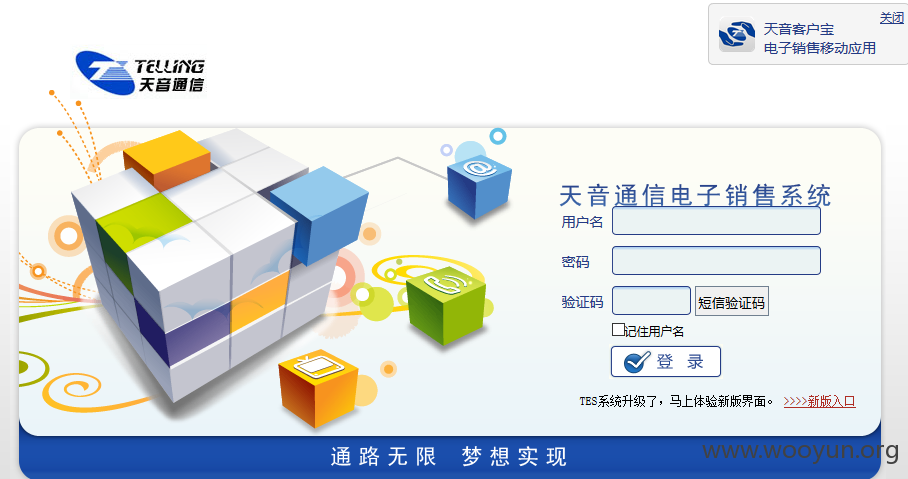 关闭
天音客户宝
电子销售移动应用
TELLING
天音通信
@
天音通信电子销售系统
用户名
密码
验证码
短信验证码
记住用户名
登 录
TES系统升级了，马上体验新版界面。 >>>>新版入口
通路无限 梦想实现
www.wooyun.org